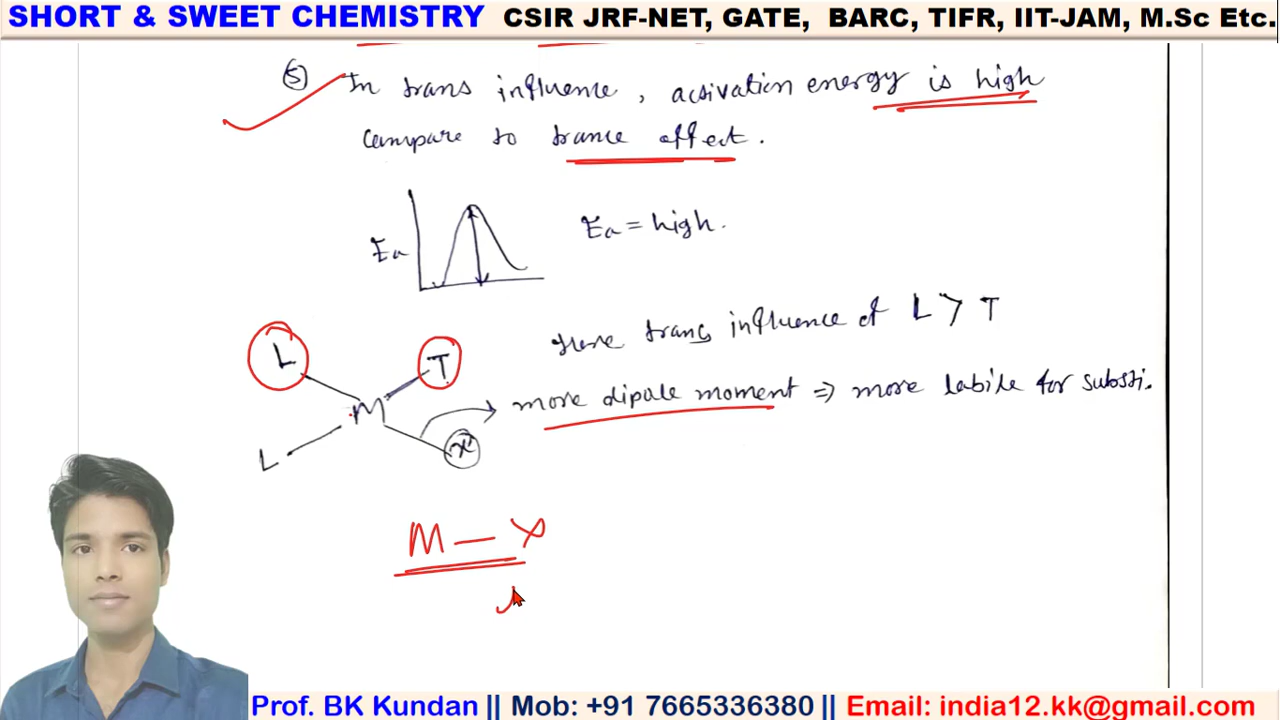 SHORT & SWEET CHEMISTRY CSIR JRF-NET, GATE, BARC, TIFR, IIT-JAM, M.Sc Etc.
(5) In trans influence, activation energy is high
compare to trance effect.
Ea
Ea = high.
L
T
M
L
X
Here trans influence of L > T
more dipole moment ⇒ more labile for substi.
M — X
Prof. BK Kundan || Mob: +91 7665336380 || Email: india12.kk@gmail.com